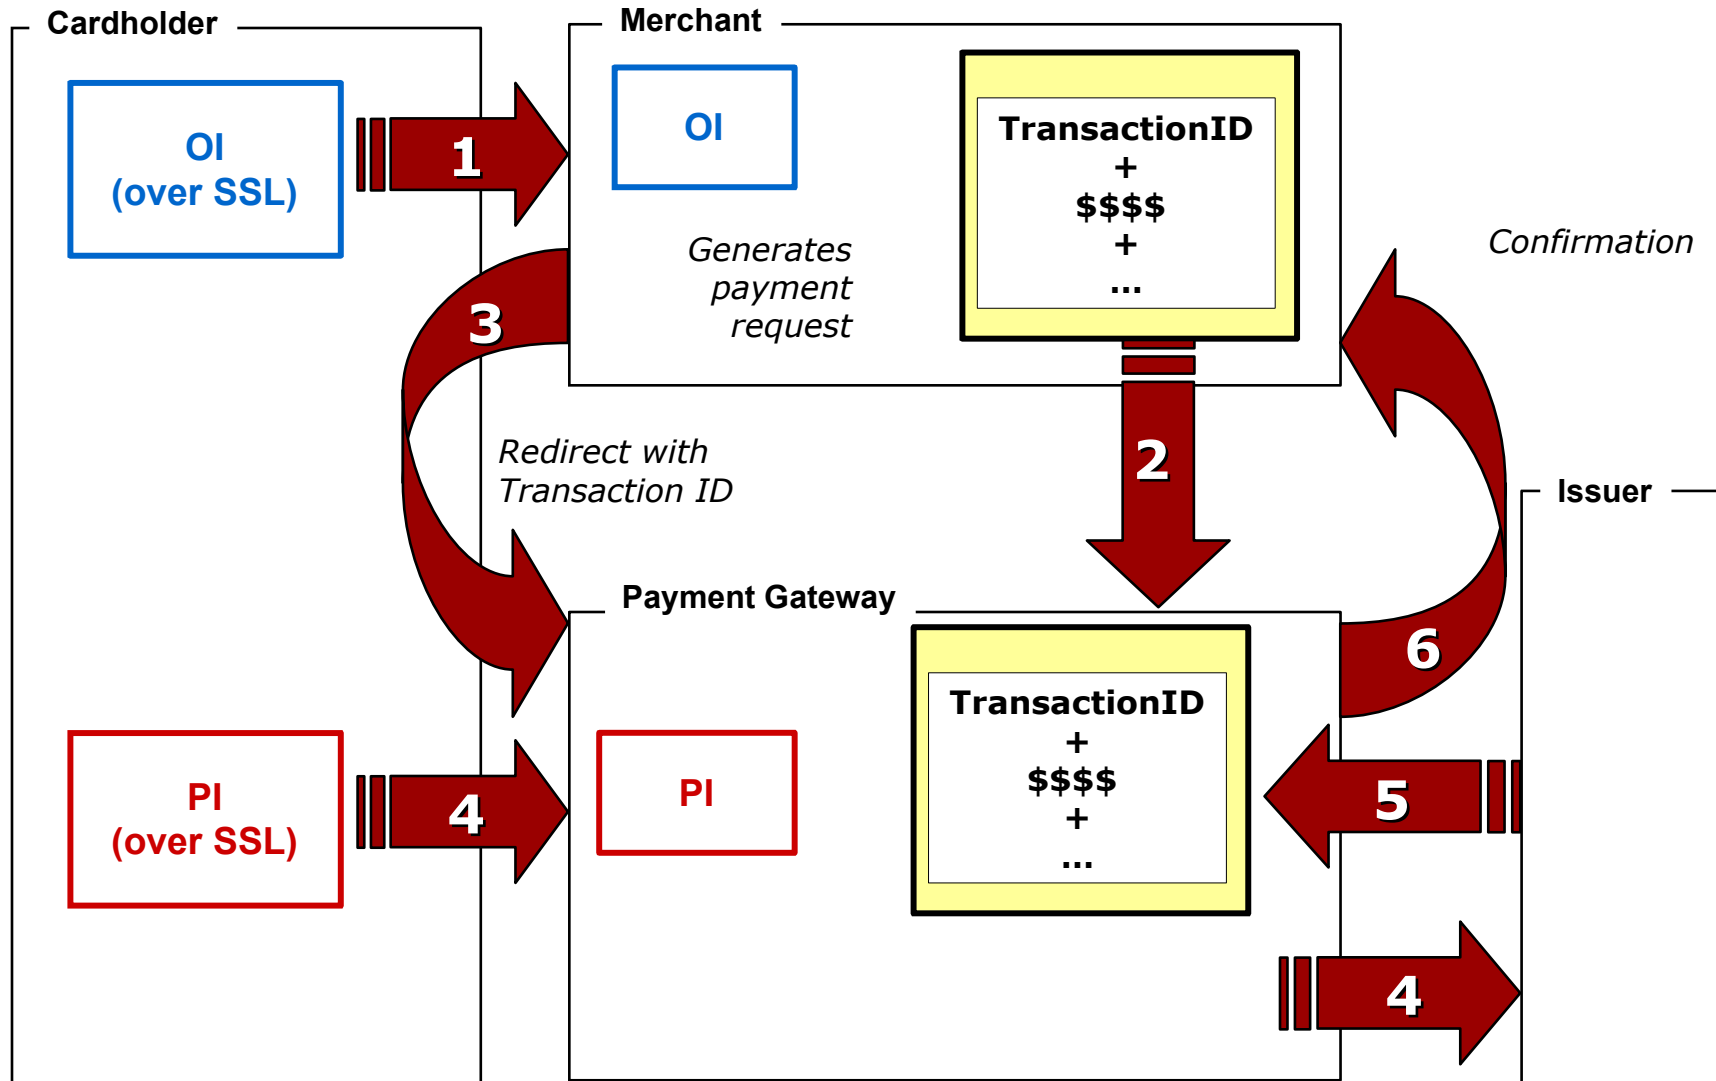 Cardholder
Merchant
OI
(over SSL)
1
OI
TransactionID
+
$$$$
+
...
Generates
payment
request
Confirmation
3
Redirect with
Transaction ID
2
Issuer
Payment Gateway
6
TransactionID
+
$$$$
+
...
PI
(over SSL)
4
PI
5
4